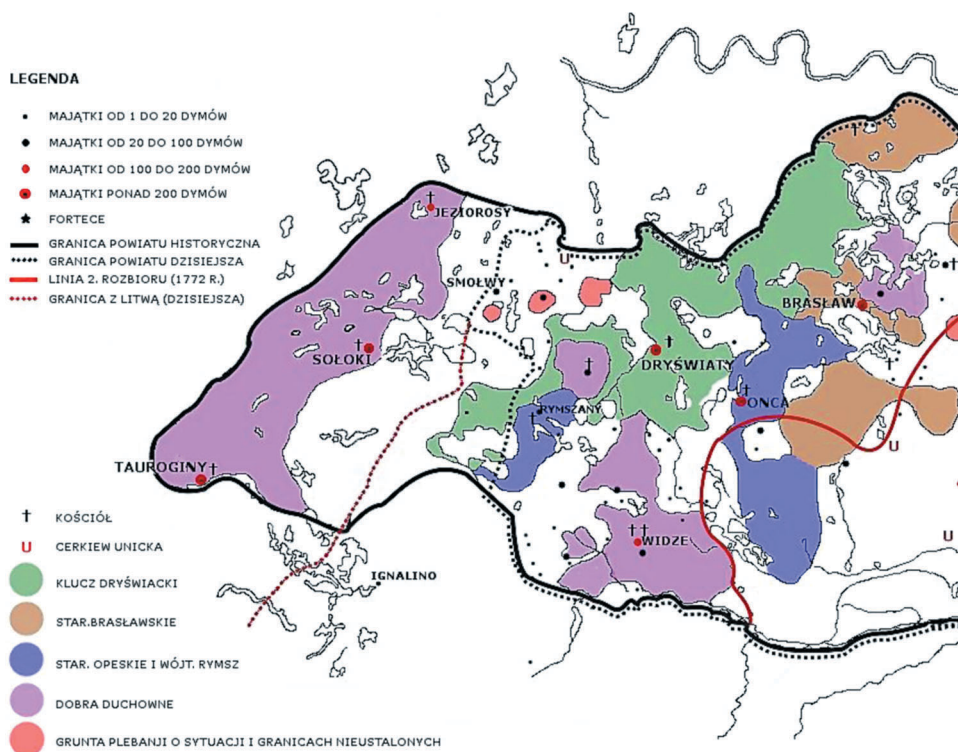 LEGENDA
MAJĄTKI OD 1 DO 20 DYMÓW
MAJĄTKI OD 20 DO 100 DYMÓW
MAJĄTKI OD 100 DO 200 DYMÓW
MAJĄTKI PONAD 200 DYMÓW
FORTECE
GRANICA POWIATU HISTORYCZNA
GRANICA POWIATU DZISIEJSZA
LINIA 2. ROZBIORU (1772 R.)
GRANICA Z LITWĄ (DZISIEJSZA)
JEZIOROSY
U
SMOŁWY
BRASŁAW
SOŁOKI
DRYŚWIATY
ONCA
RYMSZANY
U
TAUROGINY
WIDZE
U
IGNALINO
KOŚCIÓŁ
U CERKIEW UNICKA
KLUCZ DRYŚWIACKI
STAR.BRASŁAWSKIE
STAR. OPESKIE I WÓJT. RYMSZ
DOBRA DUCHOWNE
GRUNTA PLEBANJI O SYTUACJI I GRANICACH NIEUSTALONYCH